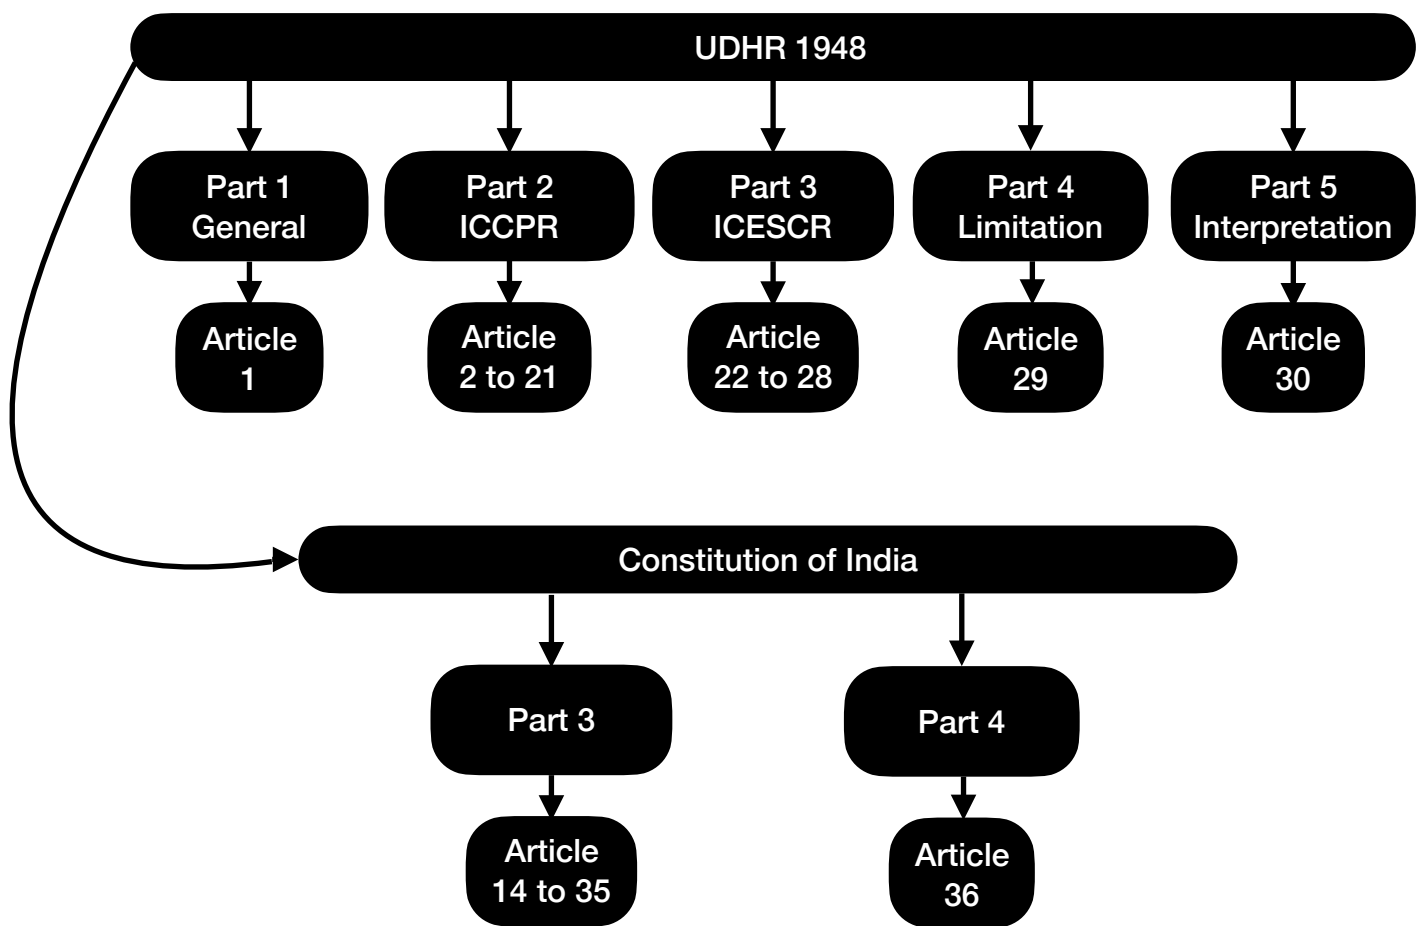 UDHR 1948
Part 1
General
Part 2
ICCPR
Part 3
ICESCR
Part 4
Limitation
Part 5
Interpretation
Article
1
Article
2 to 21
Article
22 to 28
Article
29
Article
30
Constitution of India
Part 3
Part 4
Article
14 to 35
Article
36